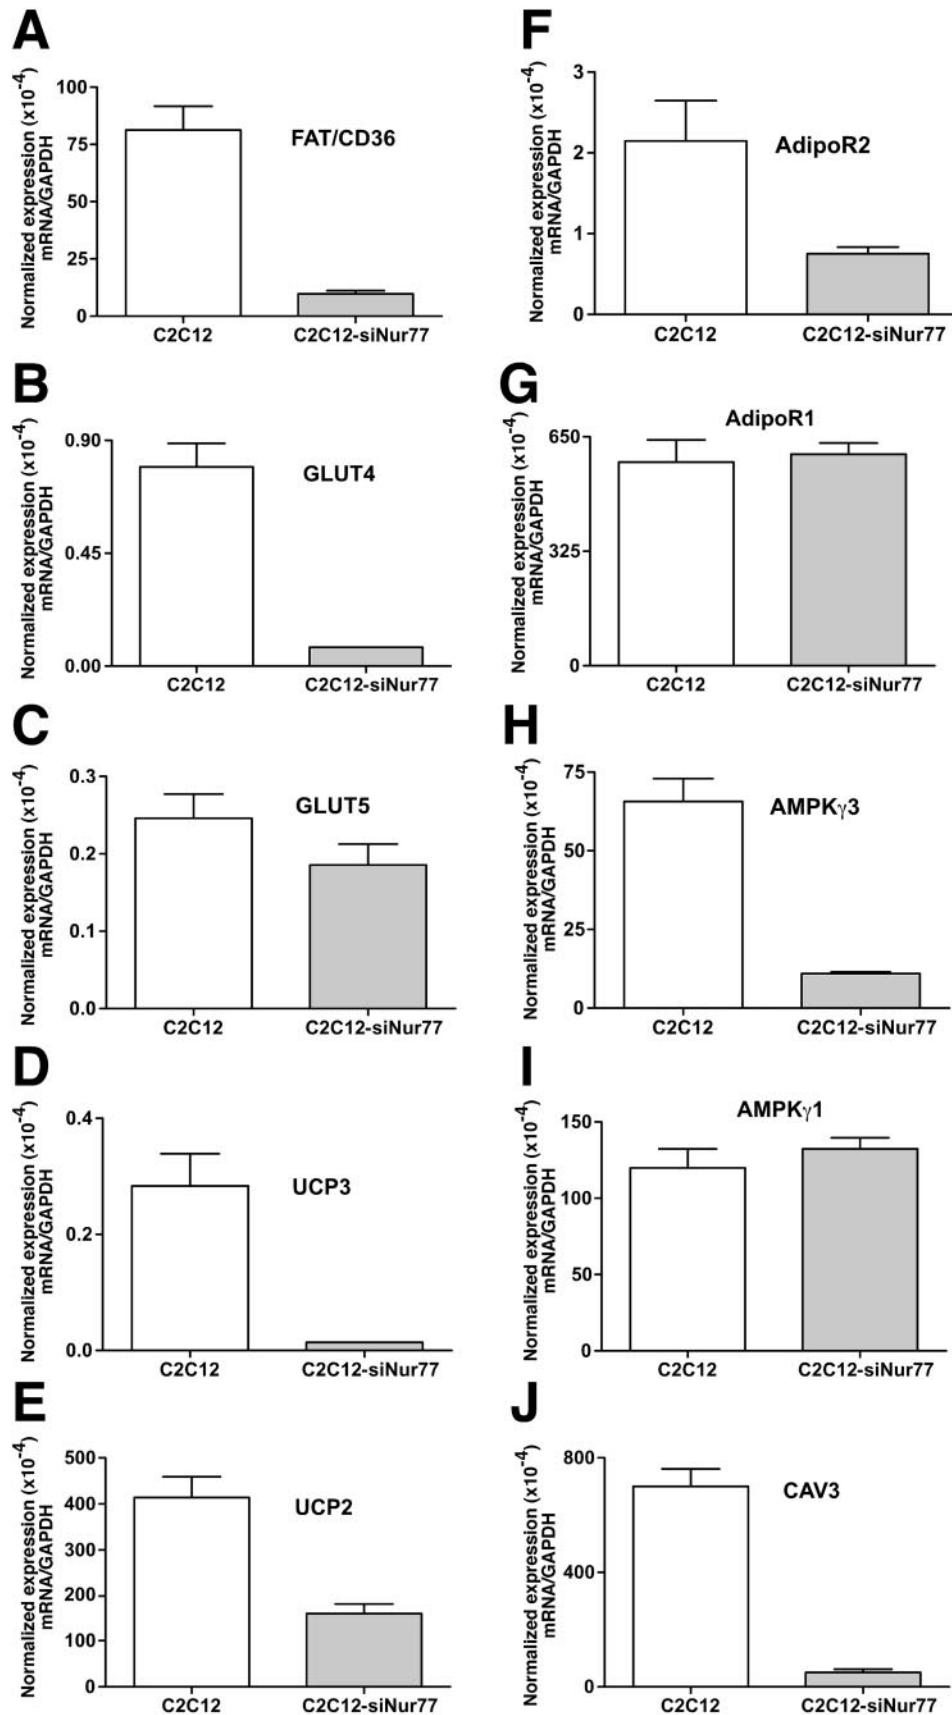 A
Normalized expression (x10⁻⁴)
mRNA/GAPDH
100
75
50
25
0
FAT/CD36
C2C12
C2C12-siNur77
B
Normalized expression (x10⁻⁴)
mRNA/GAPDH
0.90
0.45
0.00
GLUT4
C2C12
C2C12-siNur77
C
Normalized expression (x10⁻⁴)
mRNA/GAPDH
0.3
0.2
0.1
0.0
GLUT5
C2C12
C2C12-siNur77
D
Normalized expression (x10⁻⁴)
mRNA/GAPDH
0.4
0.2
0.0
UCP3
C2C12
C2C12-siNur77
E
Normalized expression (x10⁻⁴)
mRNA/GAPDH
500
400
300
200
100
0
UCP2
C2C12
C2C12-siNur77
F
Normalized expression (x10⁻⁴)
mRNA/GAPDH
3
2
1
0
AdipoR2
C2C12
C2C12-siNur77
G
Normalized expression (x10⁻⁴)
mRNA/GAPDH
650
325
0
AdipoR1
C2C12
C2C12-siNur77
H
Normalized expression (x10⁻⁴)
mRNA/GAPDH
75
50
25
0
AMPKγ3
C2C12
C2C12-siNur77
I
Normalized expression (x10⁻⁴)
mRNA/GAPDH
150
100
50
0
AMPKγ1
C2C12
C2C12-siNur77
J
Normalized expression (x10⁻⁴)
mRNA/GAPDH
800
400
0
CAV3
C2C12
C2C12-siNur77